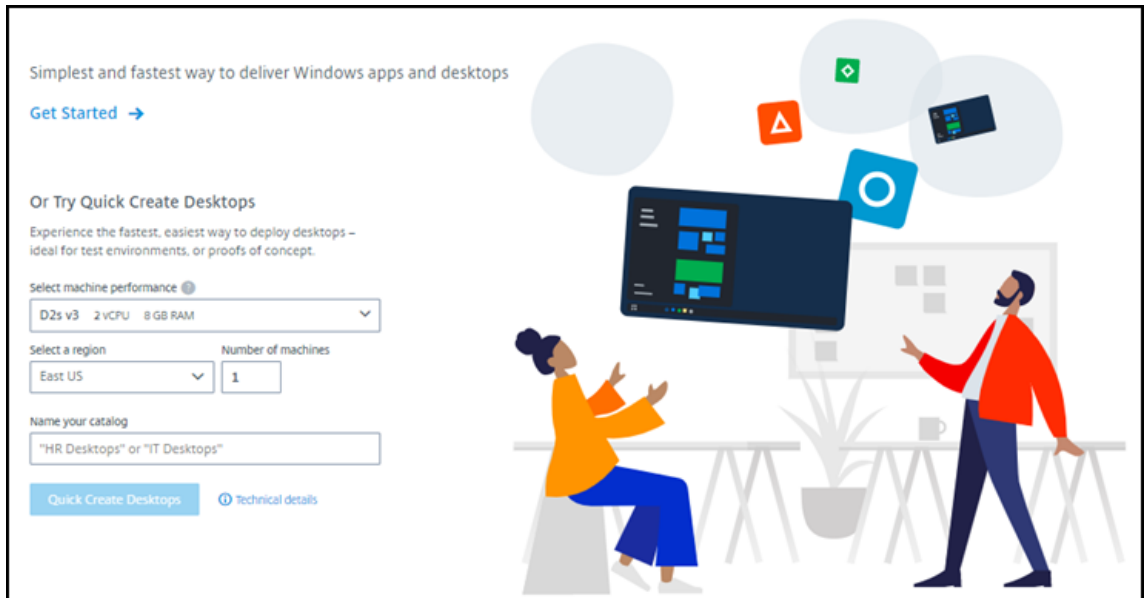 Simplest and fastest way to deliver Windows apps and desktops
Get Started →
Or Try Quick Create Desktops
Experience the fastest, easiest way to deploy desktops –
ideal for test environments, or proofs of concept.
Select machine performance ?
D2s v3 2 vCPU 8 GB RAM
Select a region Number of machines
East US 1
Name your catalog
"HR Desktops" or "IT Desktops"
Quick Create Desktops Technical details